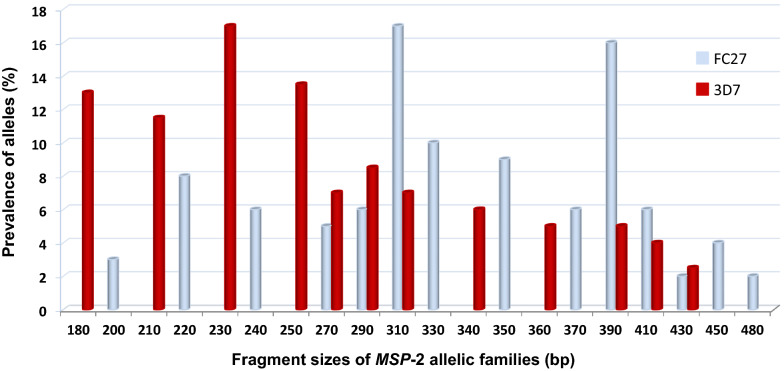 Prevalence of alleles (%)
18
16
14
12
10
8
6
4
2
0
FC27
3D7
180 200 210 220 230 240 250 270 290 310 330 340 350 360 370 390 410 430 450 480
Fragment sizes of MSP-2 allelic families (bp)